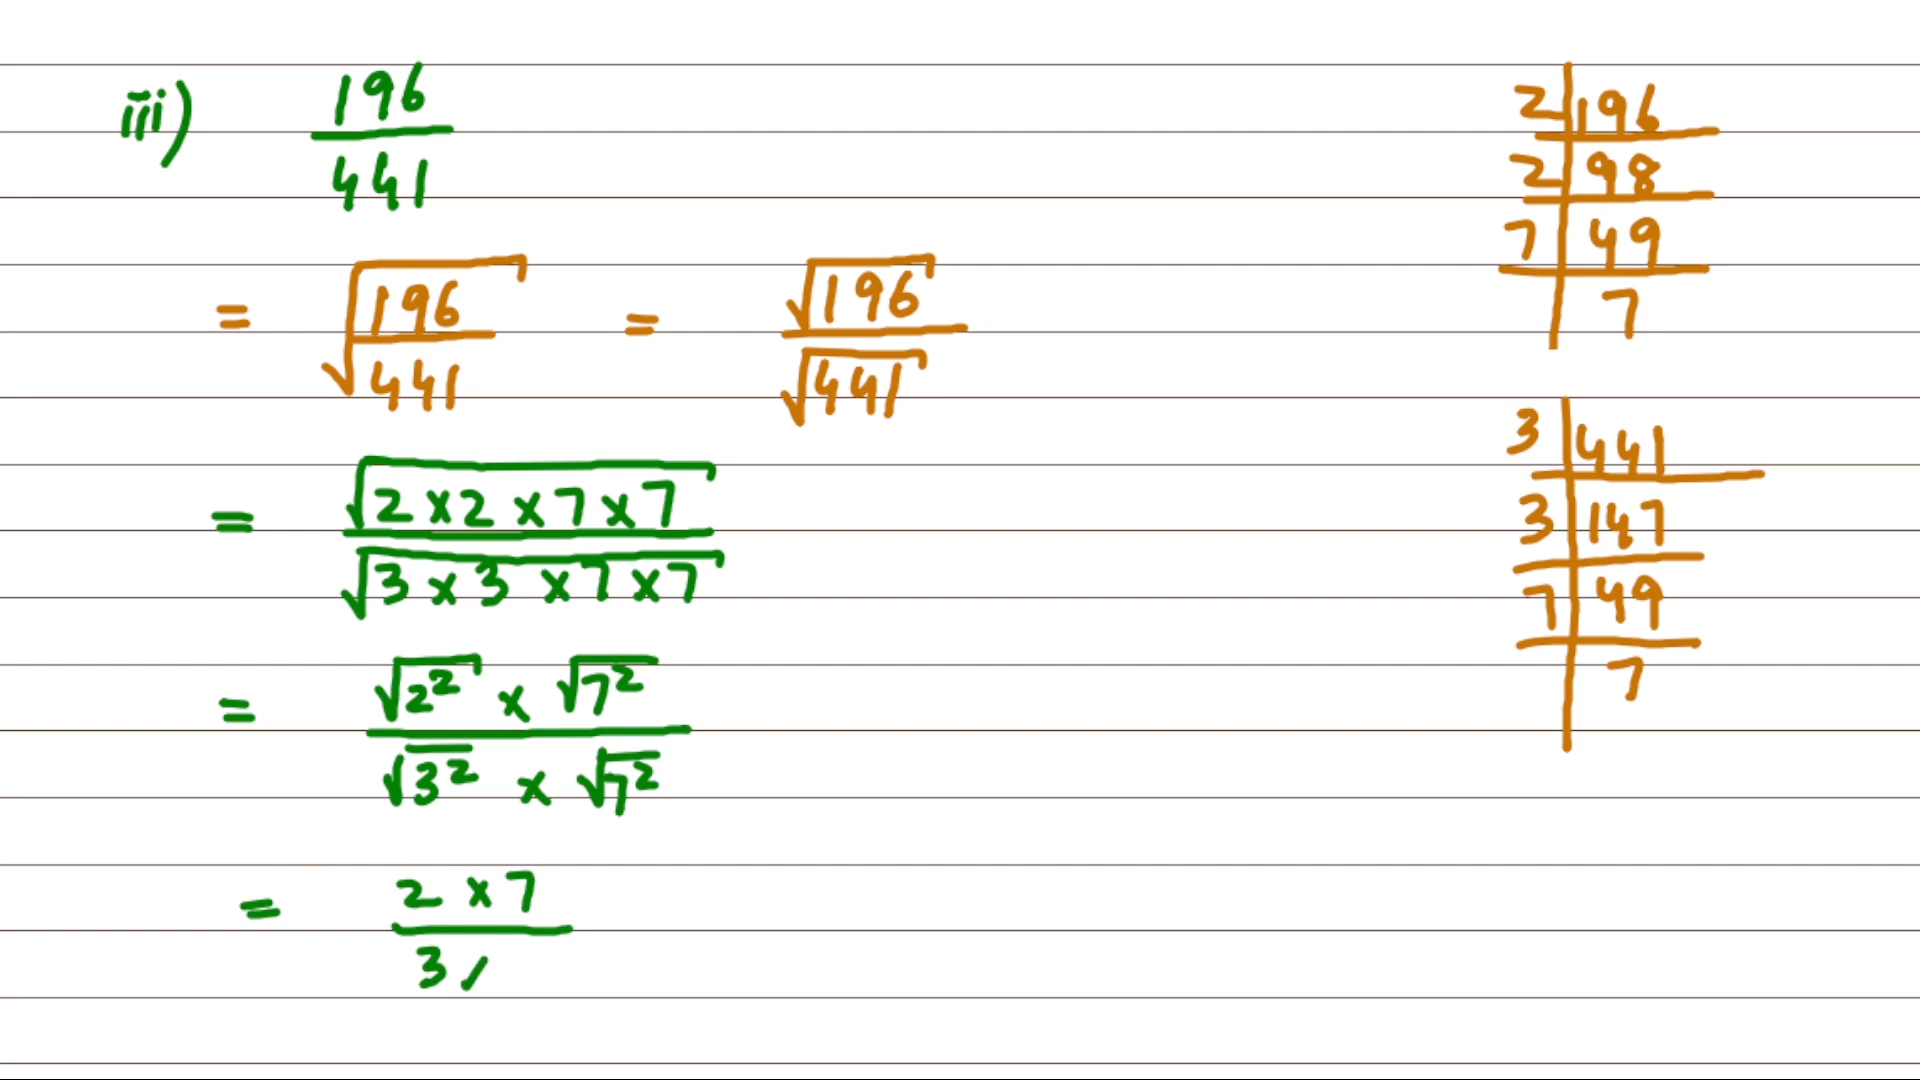 iii) 196/441
= √(196/441) = √196/√441
= √(2 × 2 × 7 × 7)/√(3 × 3 × 7 × 7)
= (√2² × √7²)/(√3² × √7²)
= (2 × 7)/(3 /
2 | 196
2 | 98
7 | 49
| 7
3 | 441
3 | 147
7 | 49
| 7